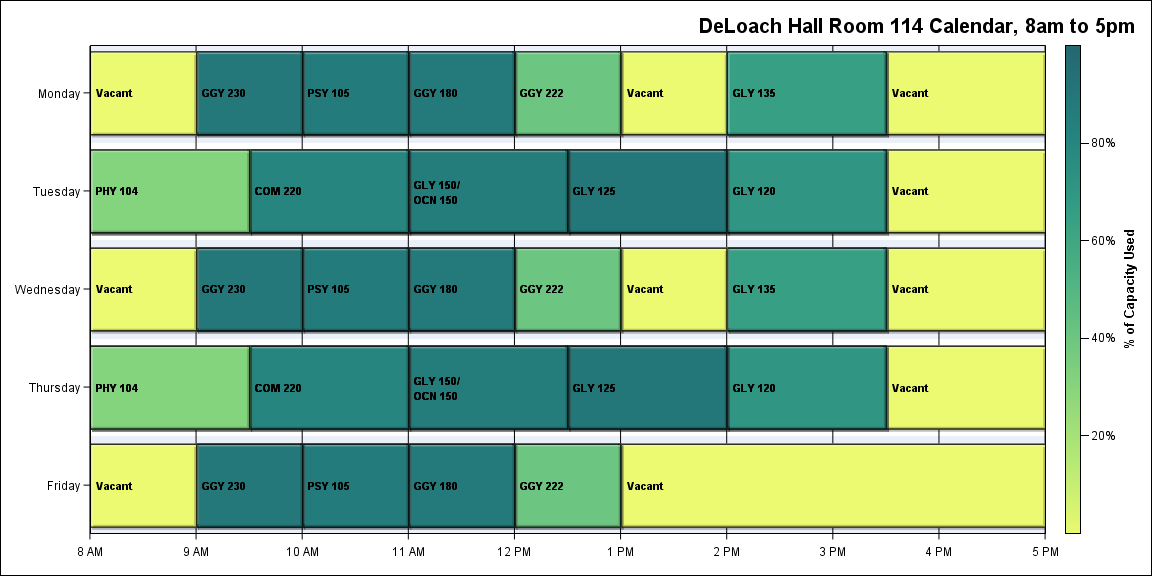 DeLoach Hall Room 114 Calendar, 8am to 5pm
Monday
Vacant
GGY 230
PSY 105
GGY 180
GGY 222
Vacant
GLY 135
Vacant
Tuesday
PHY 104
COM 220
GLY 150/
OCN 150
GLY 125
GLY 120
Vacant
Wednesday
Vacant
GGY 230
PSY 105
GGY 180
GGY 222
Vacant
GLY 135
Vacant
Thursday
PHY 104
COM 220
GLY 150/
OCN 150
GLY 125
GLY 120
Vacant
Friday
Vacant
GGY 230
PSY 105
GGY 180
GGY 222
Vacant
8 AM
9 AM
10 AM
11 AM
12 PM
1 PM
2 PM
3 PM
4 PM
5 PM
80%
60%
40%
20%
% of Capacity Used